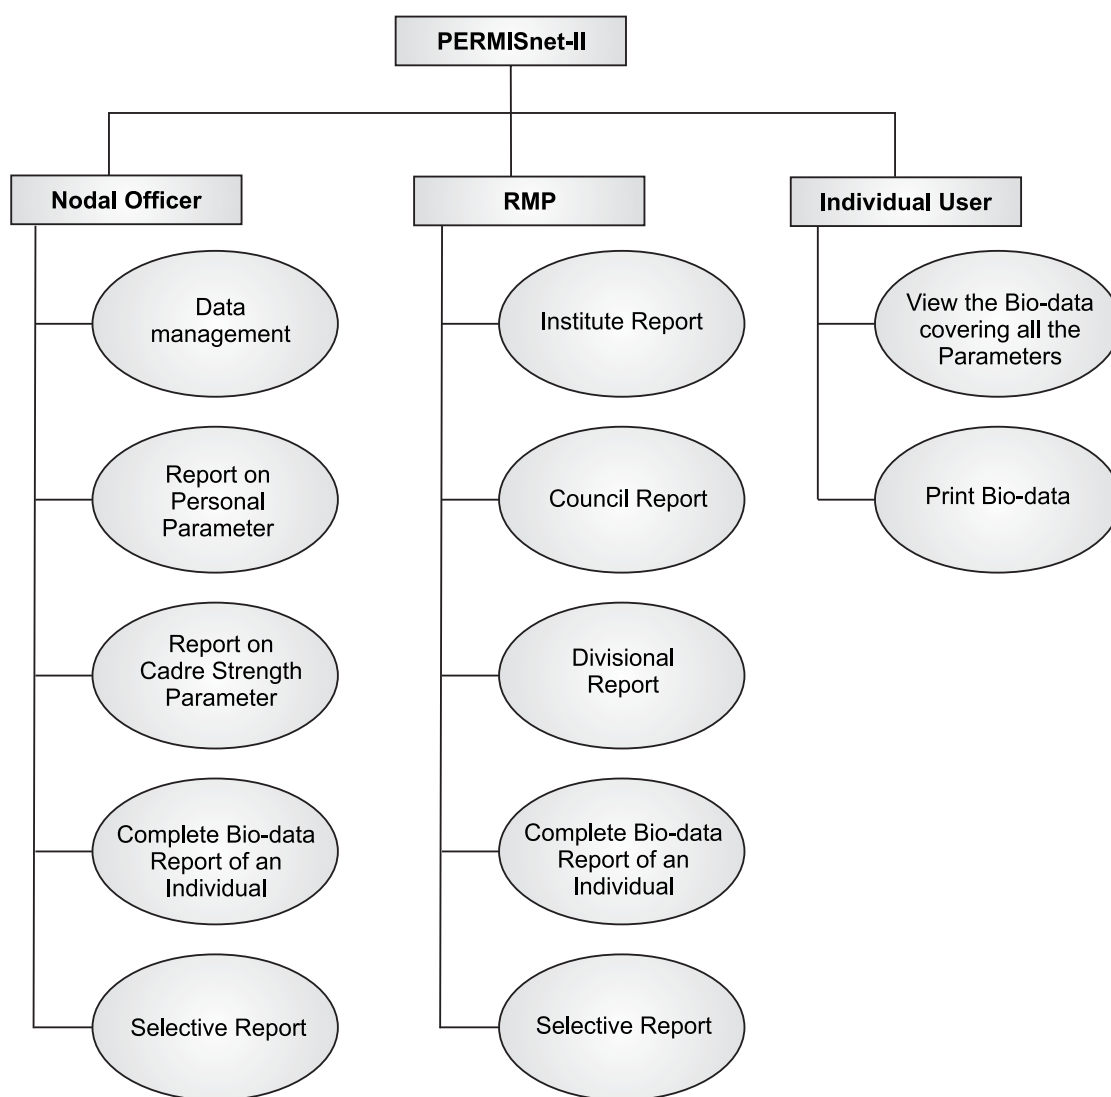 PERMISnet-II
Nodal Officer
Data
management
Report on
Personal
Parameter
Report on
Cadre Strength
Parameter
Complete Bio-data
Report of an
Individual
Selective Report
RMP
Institute Report
Council Report
Divisional
Report
Complete Bio-data
Report of an
Individual
Selective Report
Individual User
View the Bio-data
covering all the
Parameters
Print Bio-data